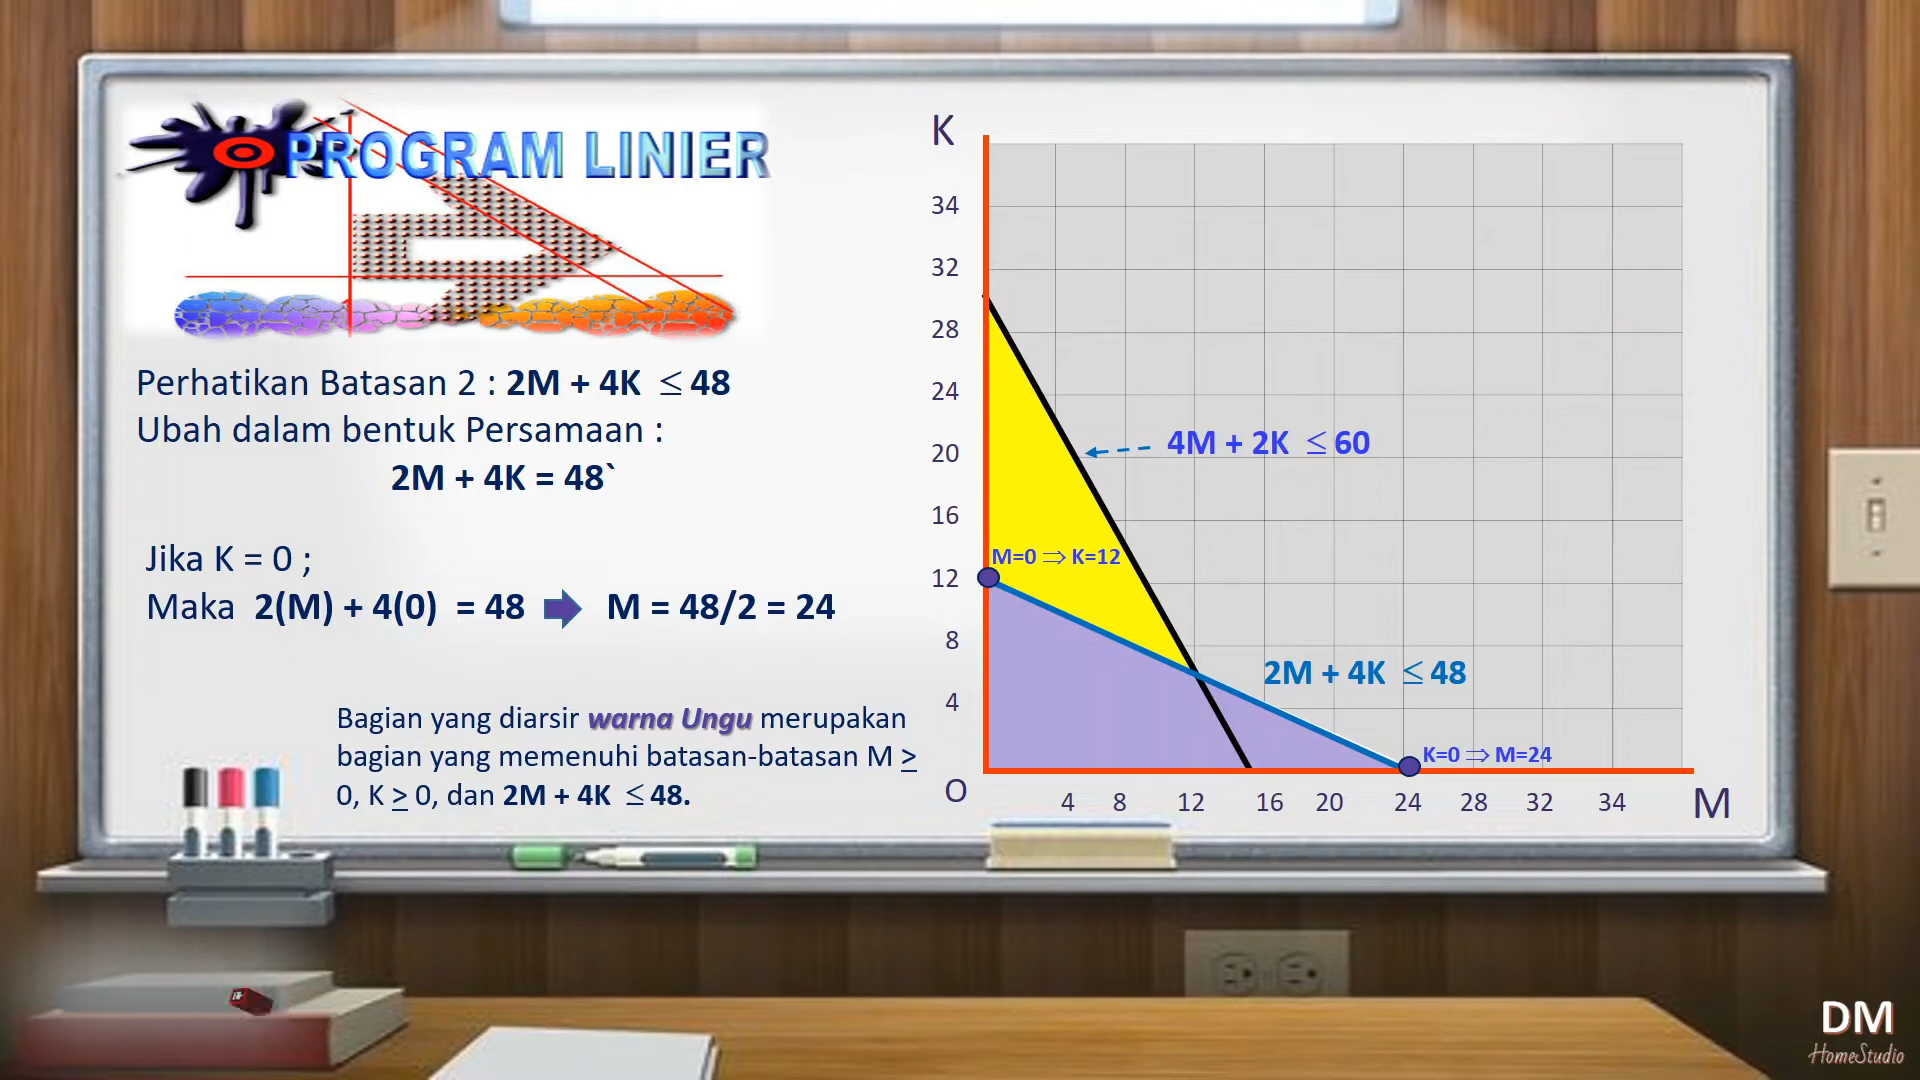 PROGRAM LINIER
Perhatikan Batasan 2 : 2M + 4K ≤ 48
Ubah dalam bentuk Persamaan :
2M + 4K = 48`
Jika K = 0 ;
Maka 2(M) + 4(0) = 48 M = 48/2 = 24
Bagian yang diarsir warna Ungu merupakan
bagian yang memenuhi batasan-batasan M ≥
0, K ≥ 0, dan 2M + 4K ≤ 48.
K
34
32
28
24
20
16
12
8
4
O
4M + 2K ≤ 60
M=0 ⇒ K=12
2M + 4K ≤ 48
K=0 ⇒ M=24
4 8 12 16 20 24 28 32 34
M
DM
HomeStudio